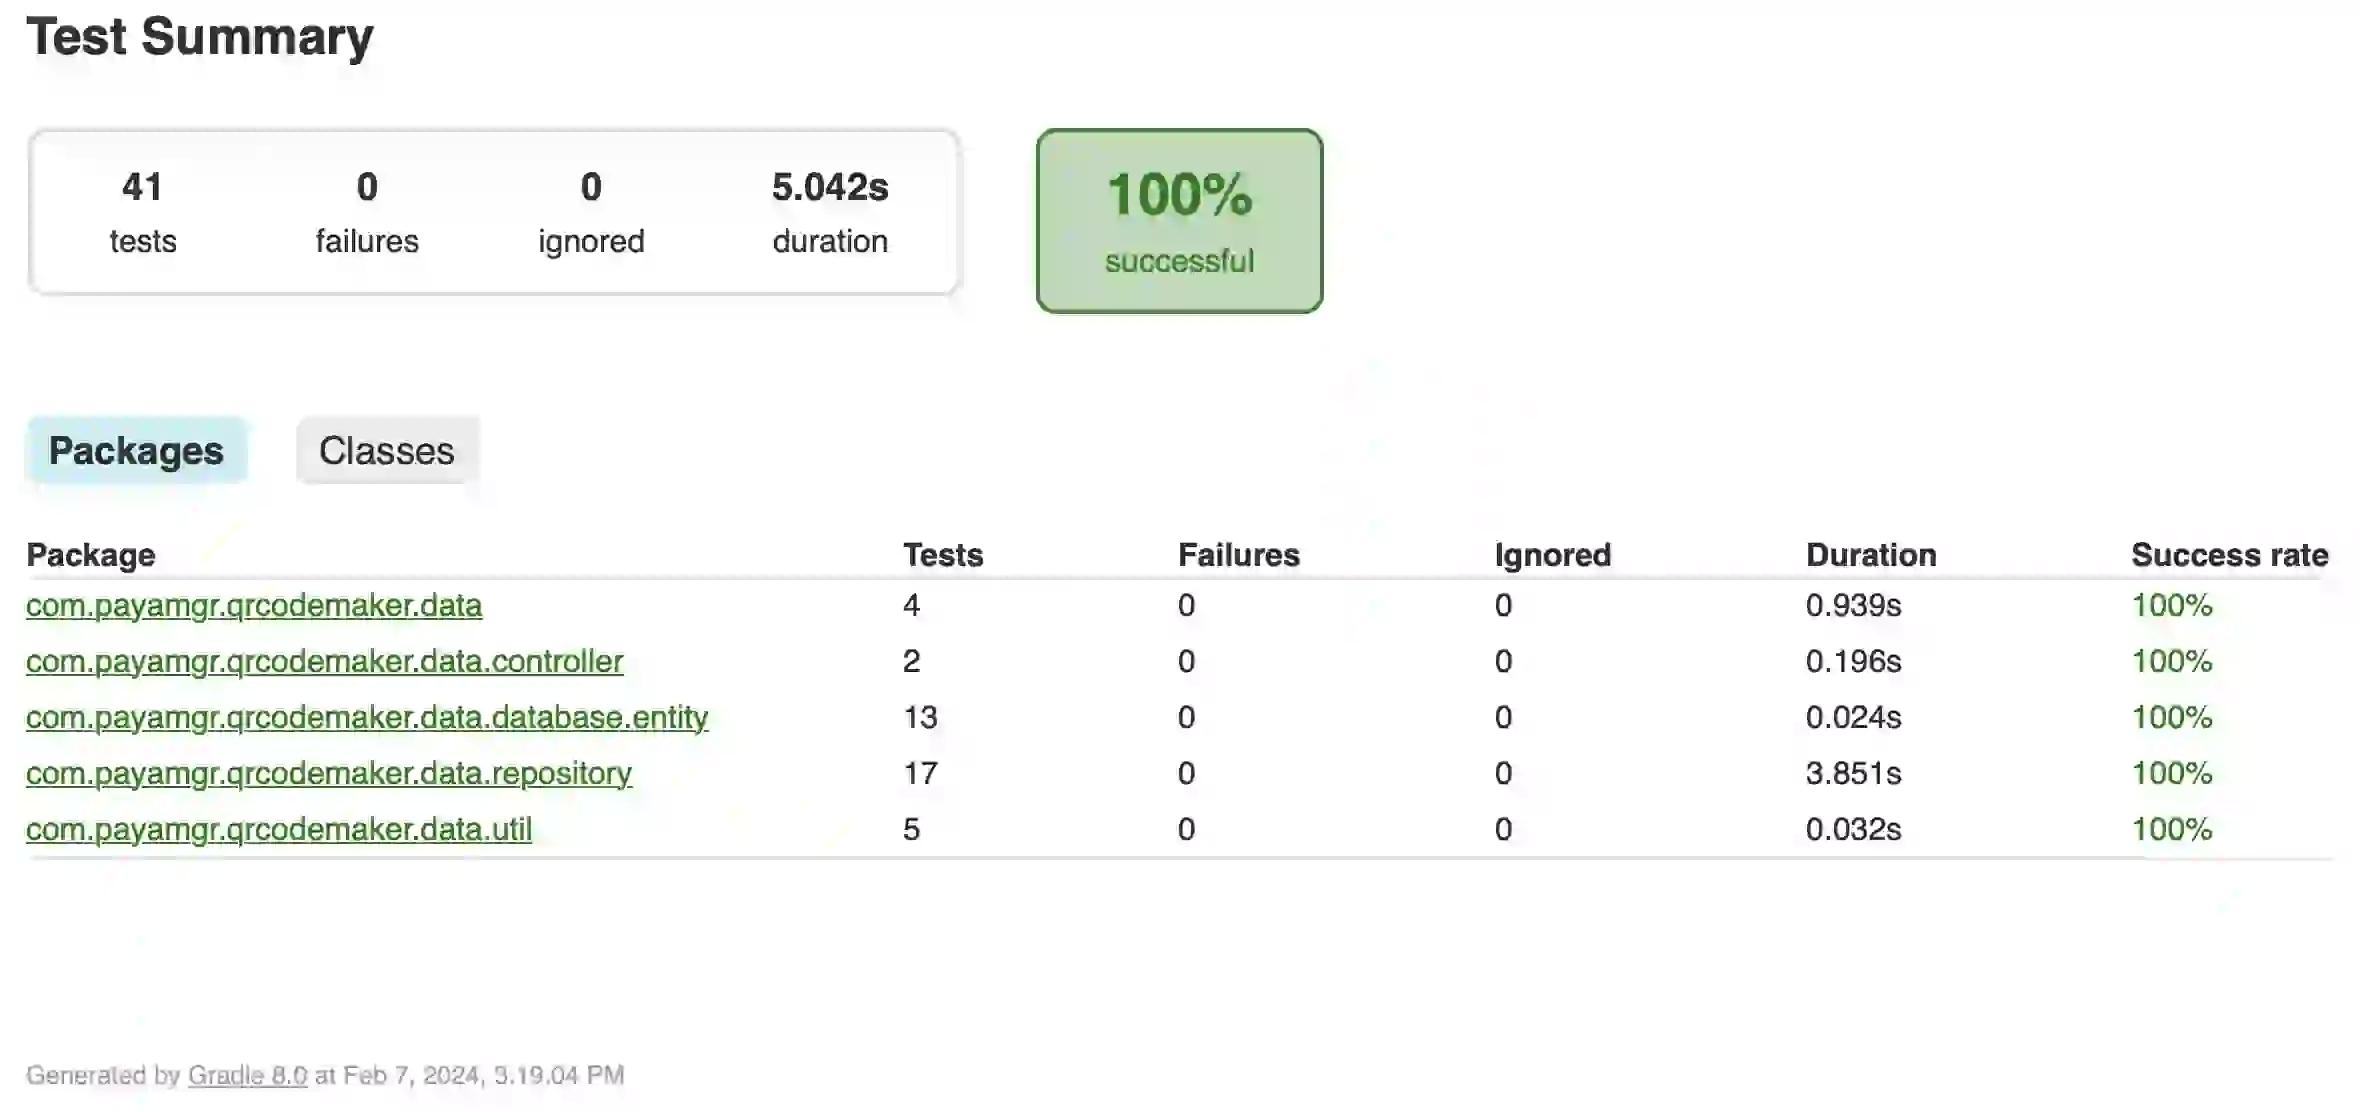 Test Summary
41 0 0 5.042s
tests failures ignored duration
100%
successful
Packages Classes
Package Tests Failures Ignored Duration Success rate
com.payamgr.qrcodemaker.data 4 0 0 0.939s 100%
com.payamgr.qrcodemaker.data.controller 2 0 0 0.196s 100%
com.payamgr.qrcodemaker.data.database.entity 13 0 0 0.024s 100%
com.payamgr.qrcodemaker.data.repository 17 0 0 3.851s 100%
com.payamgr.qrcodemaker.data.util 5 0 0 0.032s 100%
Generated by Gradle 8.0 at Feb 7, 2024, 3.19.04 PM